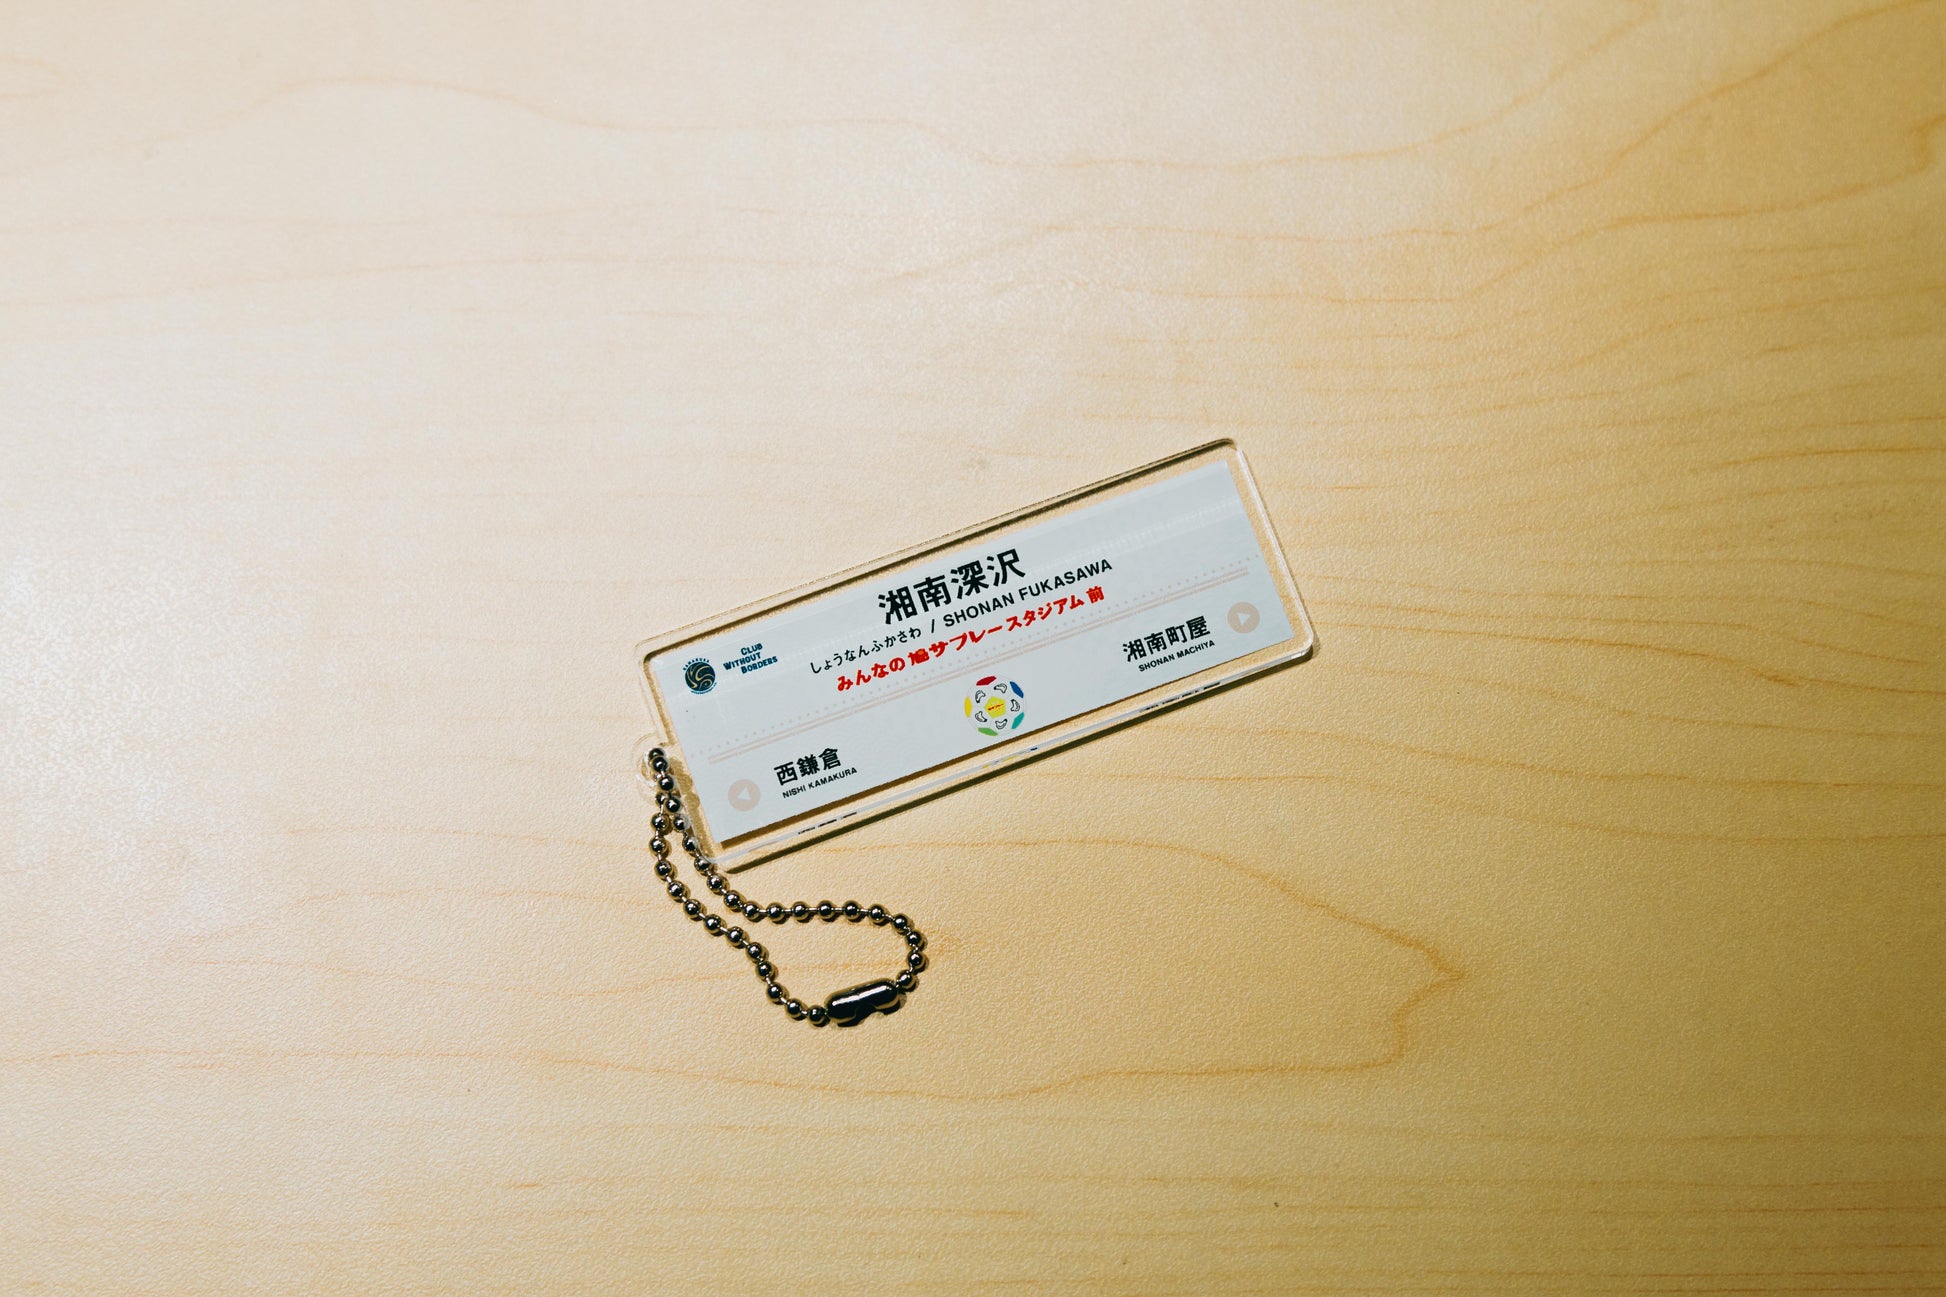 湘南深沢
しょうなんふかさわ / SHONAN FUKASAWA
みんなの鳩サブレースタジアム前
CLUB
WITHOUT
BORDERS
西鎌倉
NISHI KAMAKURA
湘南町屋
SHONAN MACHIYA